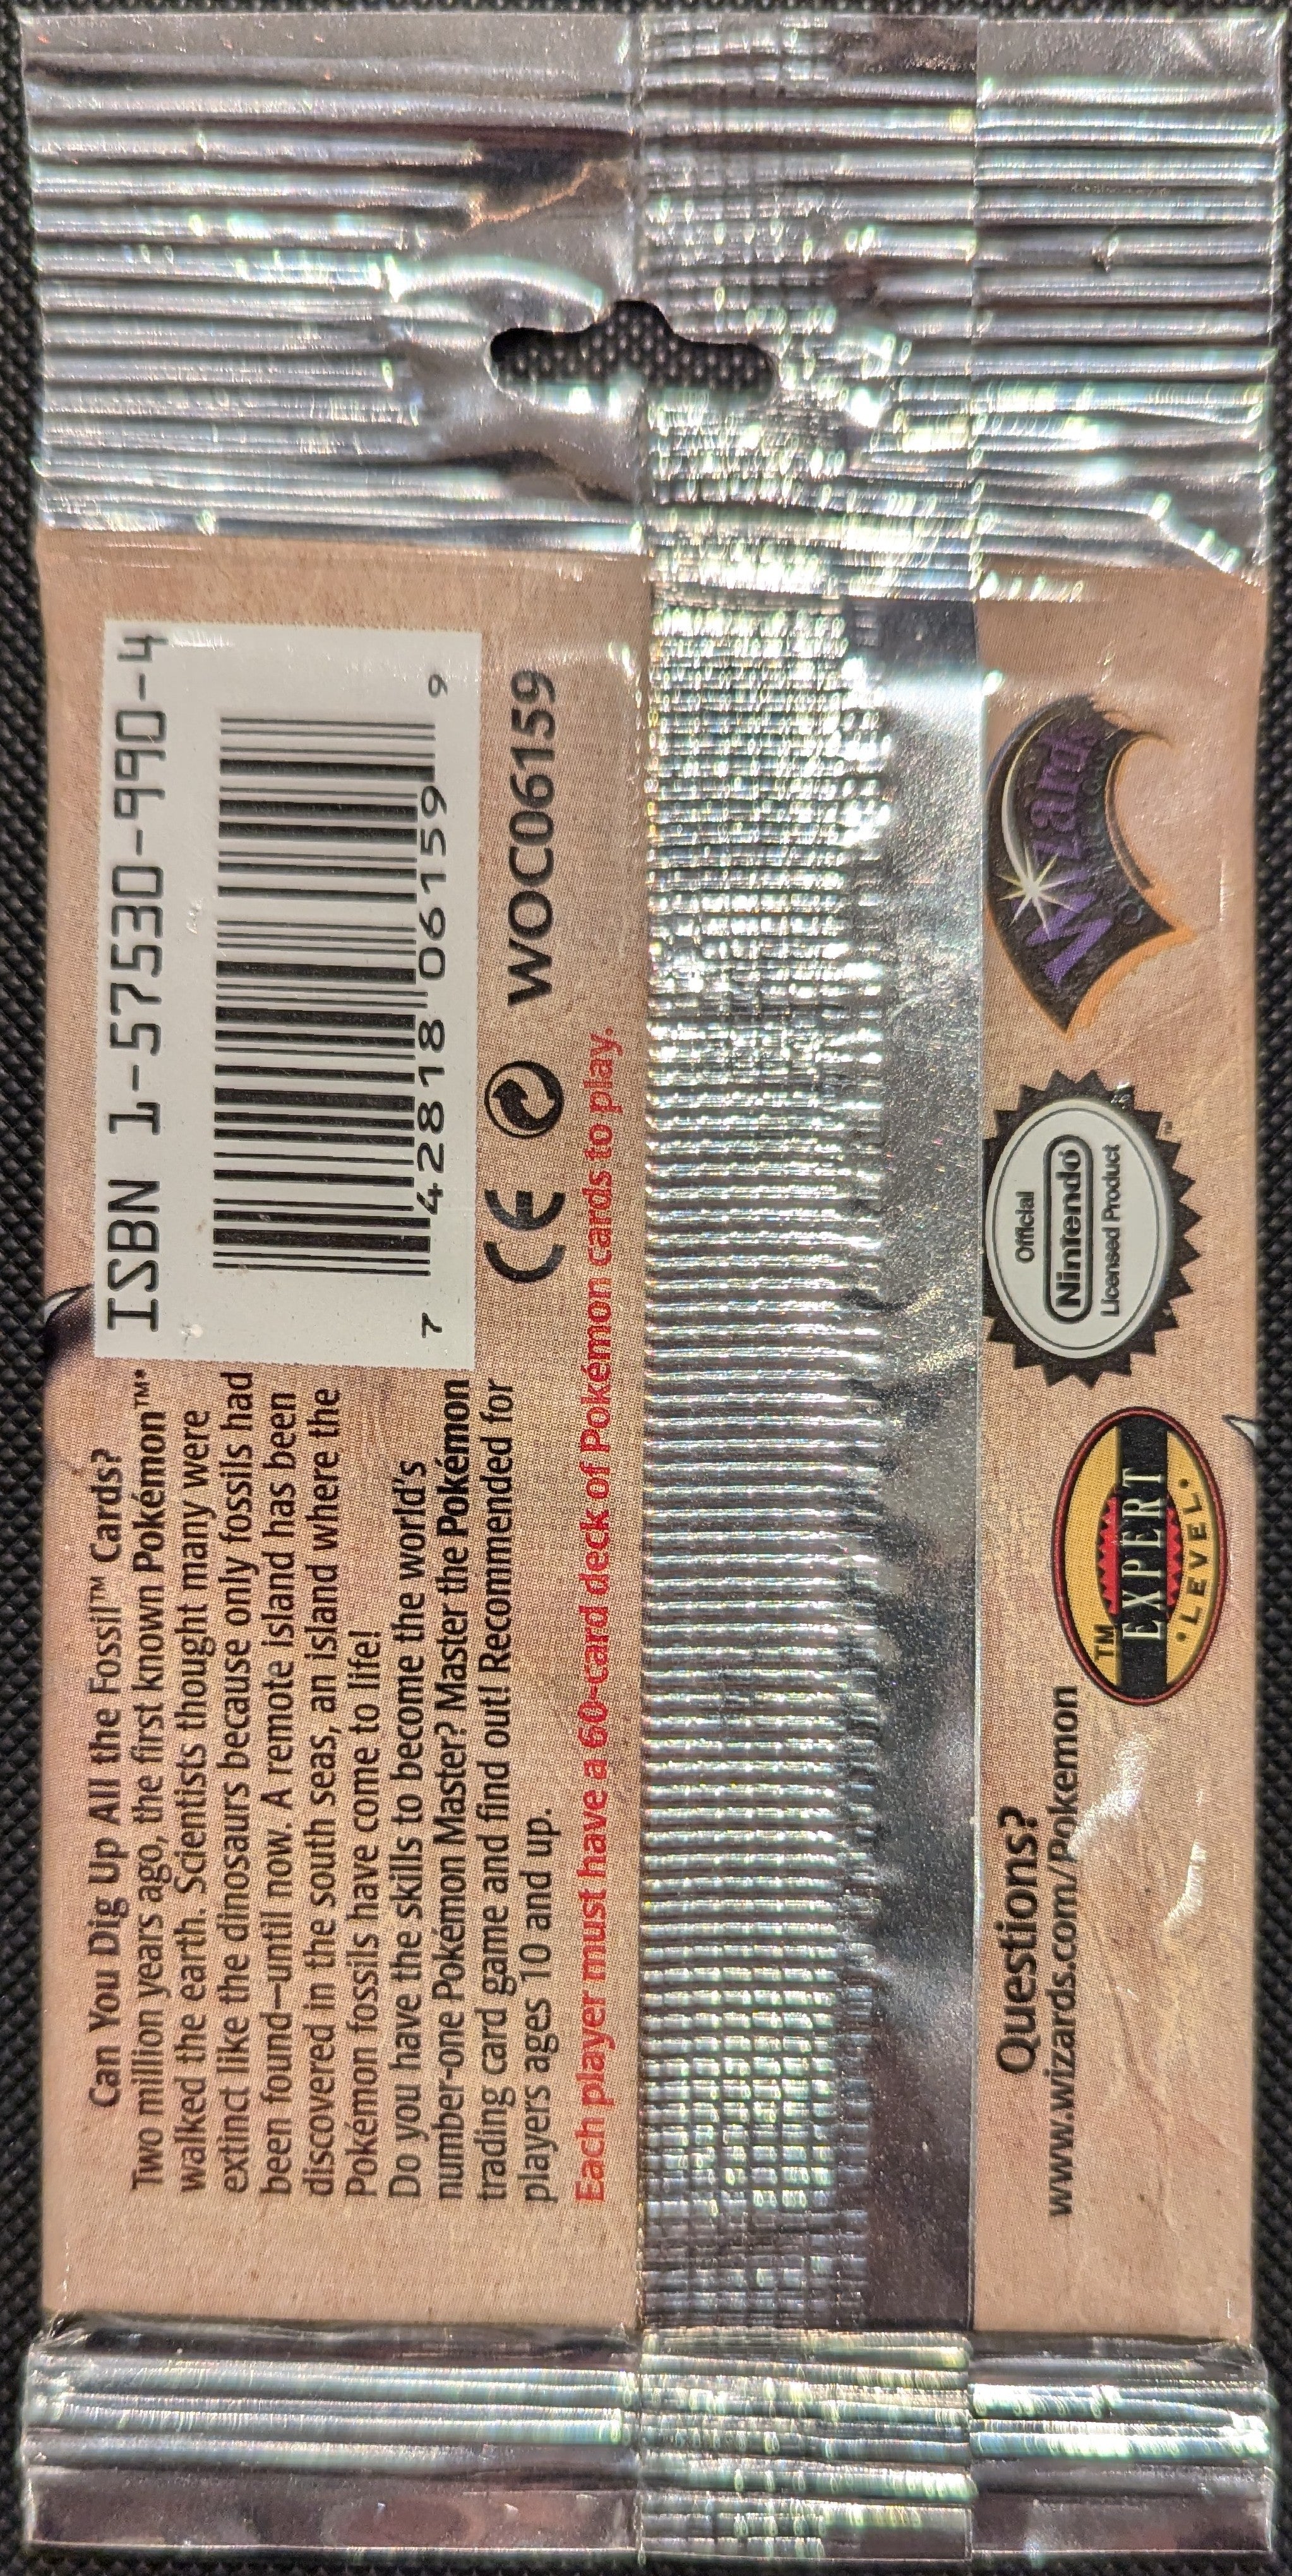 Can You Dig Up All the Fossil™ Cards?
Two million years ago, the first known Pokémon™*
walked the earth. Scientists thought many were
extinct like the dinosaurs because only fossils had
been found—until now. A remote island has been
discovered in the south seas, an island where the
Pokémon fossils have come to life!
Do you have the skills to become the world's
number-one Pokémon Master? Master the Pokémon
trading card game and find out! Recommended for
players ages 10 and up.
Each player must have a 60-card deck of Pokémon cards to play.
ISBN 1-57530-990-4
7 42818 06159 9
CE WOC06159
Questions?
www.wizards.com/Pokemon
TM
EXPERT
•LEVEL•
Official
Nintendo®
Licensed Product
™
Wizards